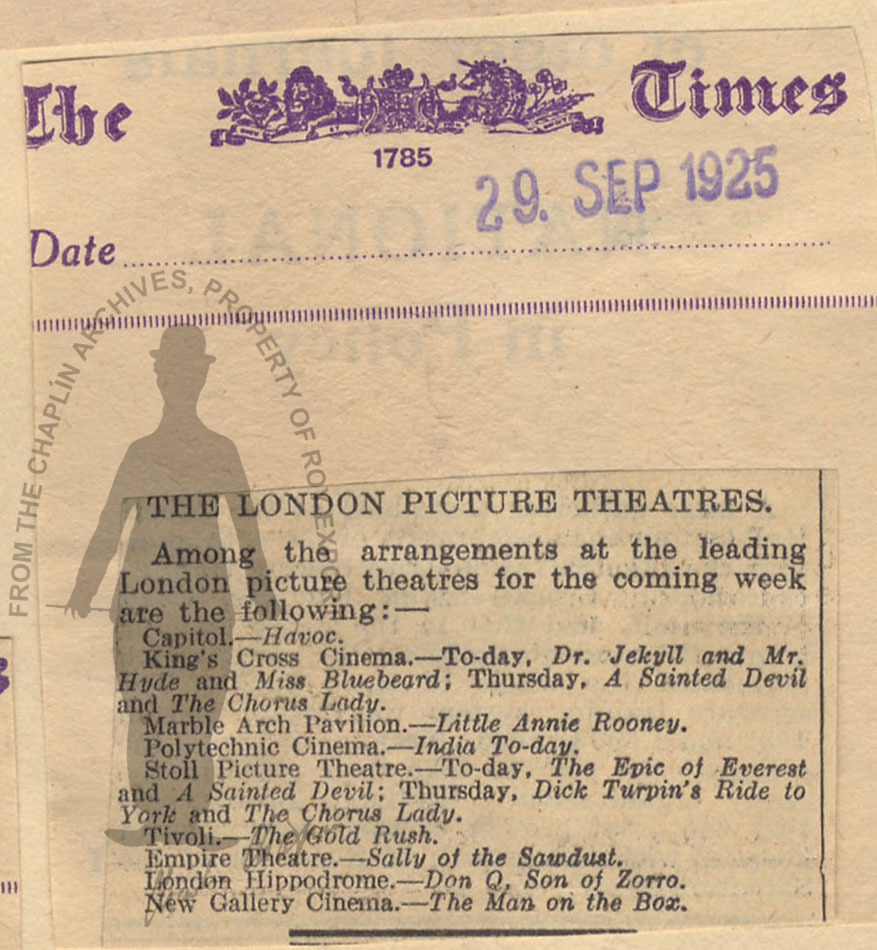 The Times
1785
29. SEP 1925
Date
FROM THE CHAPLIN ARCHIVES, PROPERTY OF ROY EXPORT
THE LONDON PICTURE THEATRES.
Among the arrangements at the leading
London picture theatres for the coming week
are the following:—
Capitol.—Havoc.
King's Cross Cinema.—To-day, Dr. Jekyll and Mr.
Hyde and Miss Bluebeard; Thursday, A Sainted Devil
and The Chorus Lady.
Marble Arch Pavilion.—Little Annie Rooney.
Polytechnic Cinema.—India To-day.
Stoll Picture Theatre.—To-day, The Epic of Everest
and A Sainted Devil; Thursday, Dick Turpin's Ride to
York and The Chorus Lady.
Tivoli.—The Gold Rush.
Empire Theatre.—Sally of the Sawdust.
London Hippodrome.—Don Q, Son of Zorro.
New Gallery Cinema.—The Man on the Box.